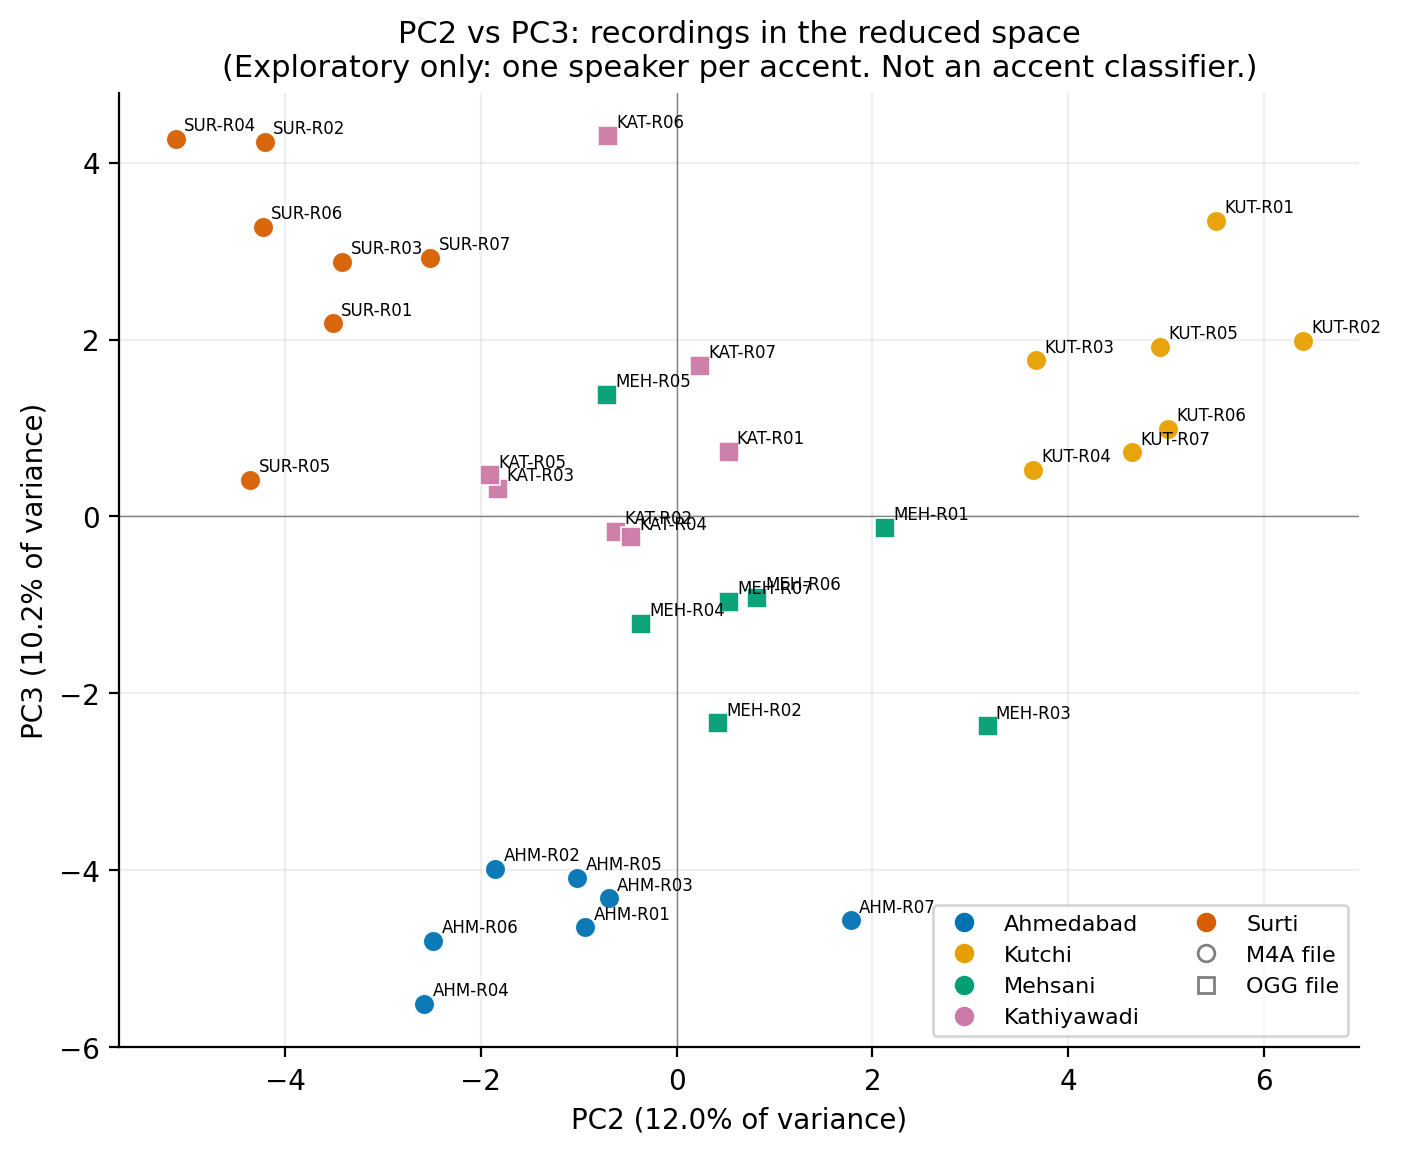 PC2 vs PC3: recordings in the reduced space
(Exploratory only: one speaker per accent. Not an accent classifier.)
SUR-R04
SUR-R02
KAT-R06
SUR-R06
KUT-R01
SUR-R03
SUR-R07
SUR-R01
KUT-R02
KUT-R05
KUT-R03
KAT-R07
MEH-R05
KUT-R06
KAT-R01
KUT-R07
KUT-R04
SUR-R05
KAT-R05
KAT-R03
KAT-R02
KAT-R04
MEH-R01
MEH-R06
MEH-R07
MEH-R04
MEH-R02
MEH-R03
AHM-R02
AHM-R05
AHM-R03
AHM-R01
AHM-R07
AHM-R06
AHM-R04
4
2
0
−2
−4
−6
PC3 (10.2% of variance)
−4
−2
0
2
4
6
PC2 (12.0% of variance)
Ahmedabad
Kutchi
Mehsani
Kathiyawadi
Surti
M4A file
OGG file